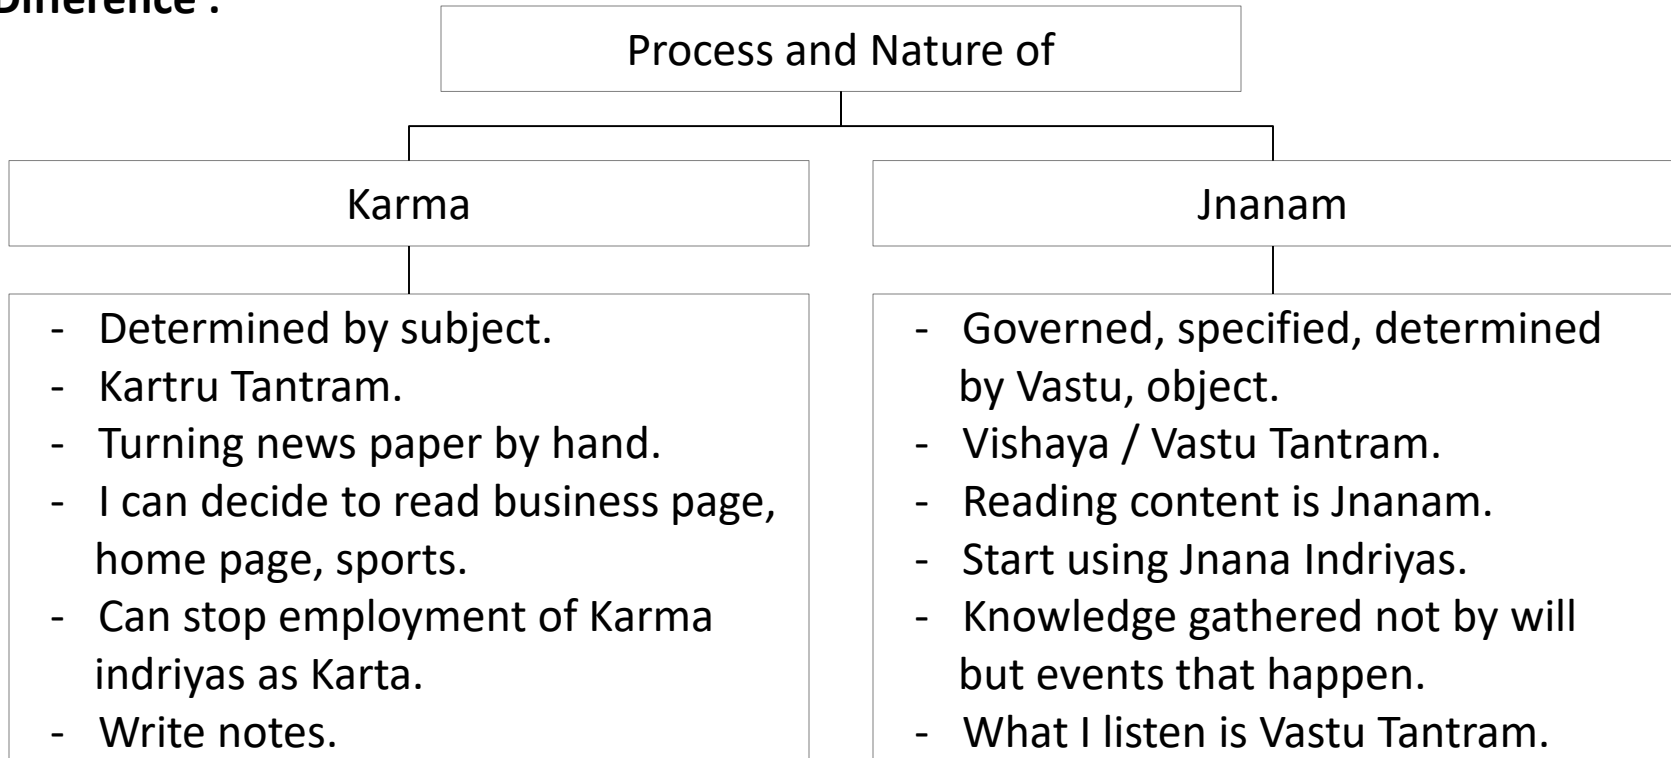 Difference :
Process and Nature of
Karma
Jnanam
- Determined by subject.
- Kartru Tantram.
- Turning news paper by hand.
- I can decide to read business page,
home page, sports.
- Can stop employment of Karma
indriyas as Karta.
- Write notes.
- Governed, specified, determined
by Vastu, object.
- Vishaya / Vastu Tantram.
- Reading content is Jnanam.
- Start using Jnana Indriyas.
- Knowledge gathered not by will
but events that happen.
- What I listen is Vastu Tantram.